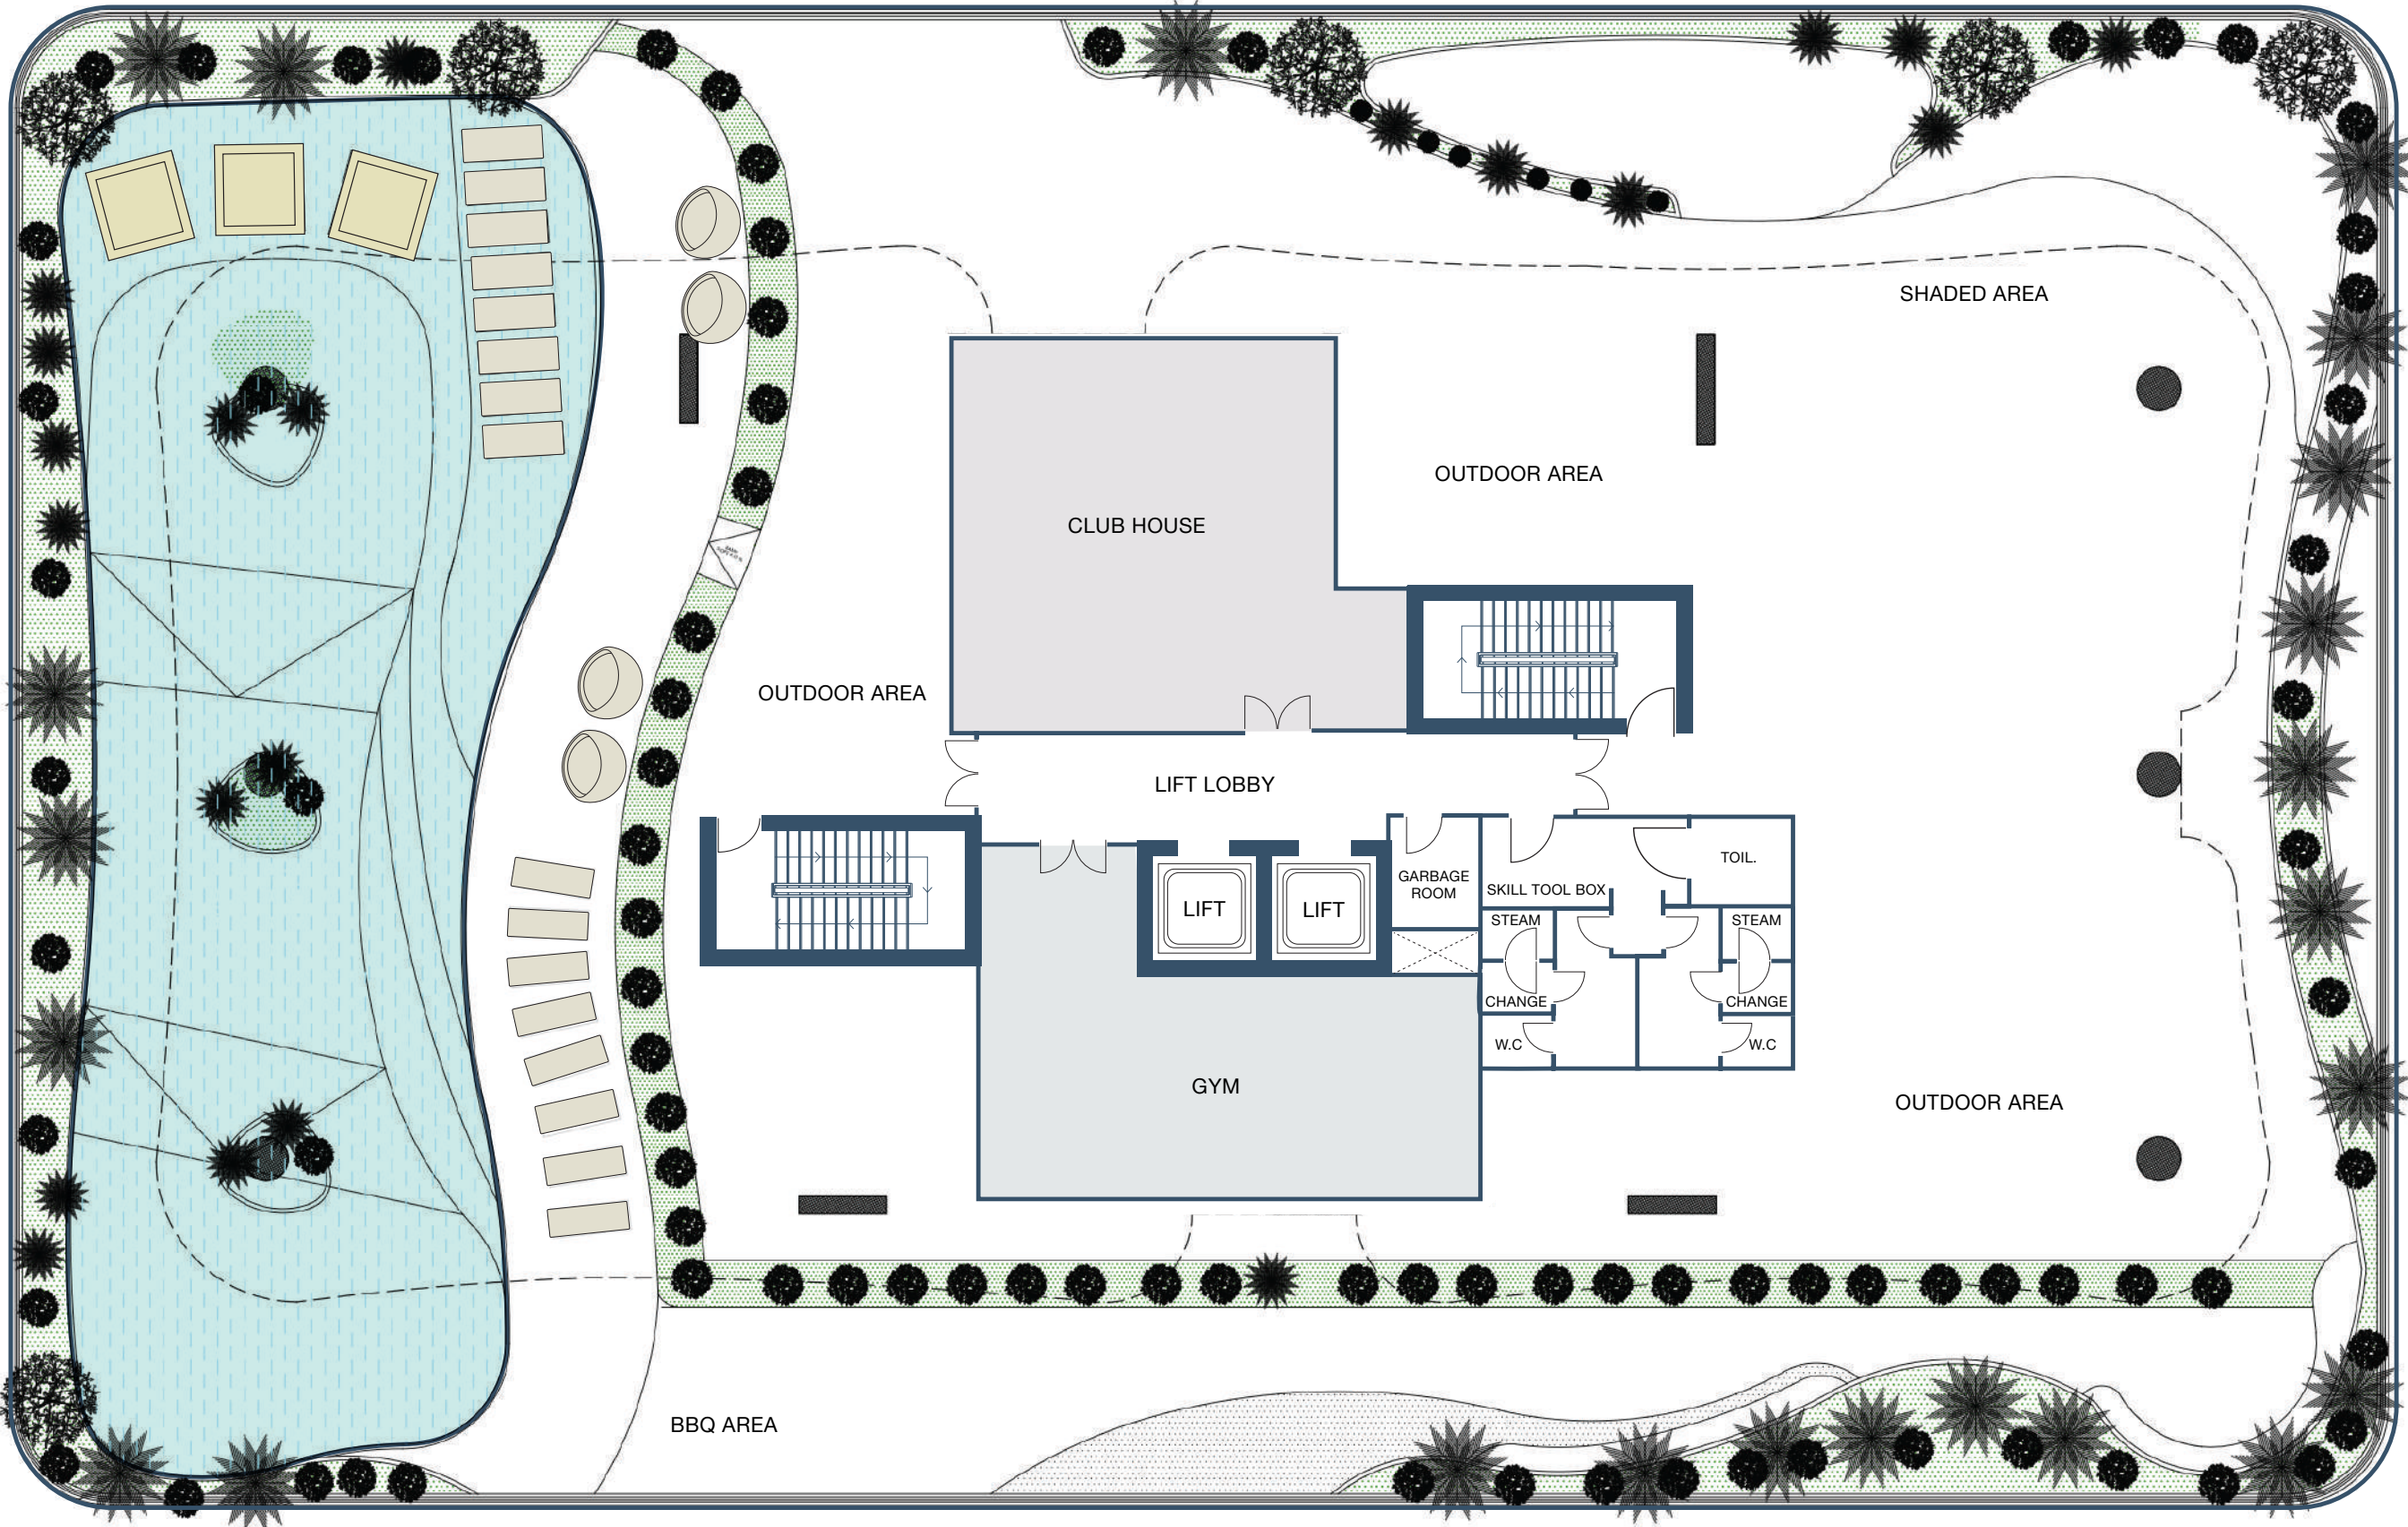 SHADED AREA
OUTDOOR AREA
CLUB HOUSE
OUTDOOR AREA
LIFT LOBBY
TOIL.
GARBAGE
ROOM
SKILL TOOL BOX
LIFT
LIFT
STEAM
STEAM
CHANGE
CHANGE
W.C
W.C
GYM
OUTDOOR AREA
BBQ AREA